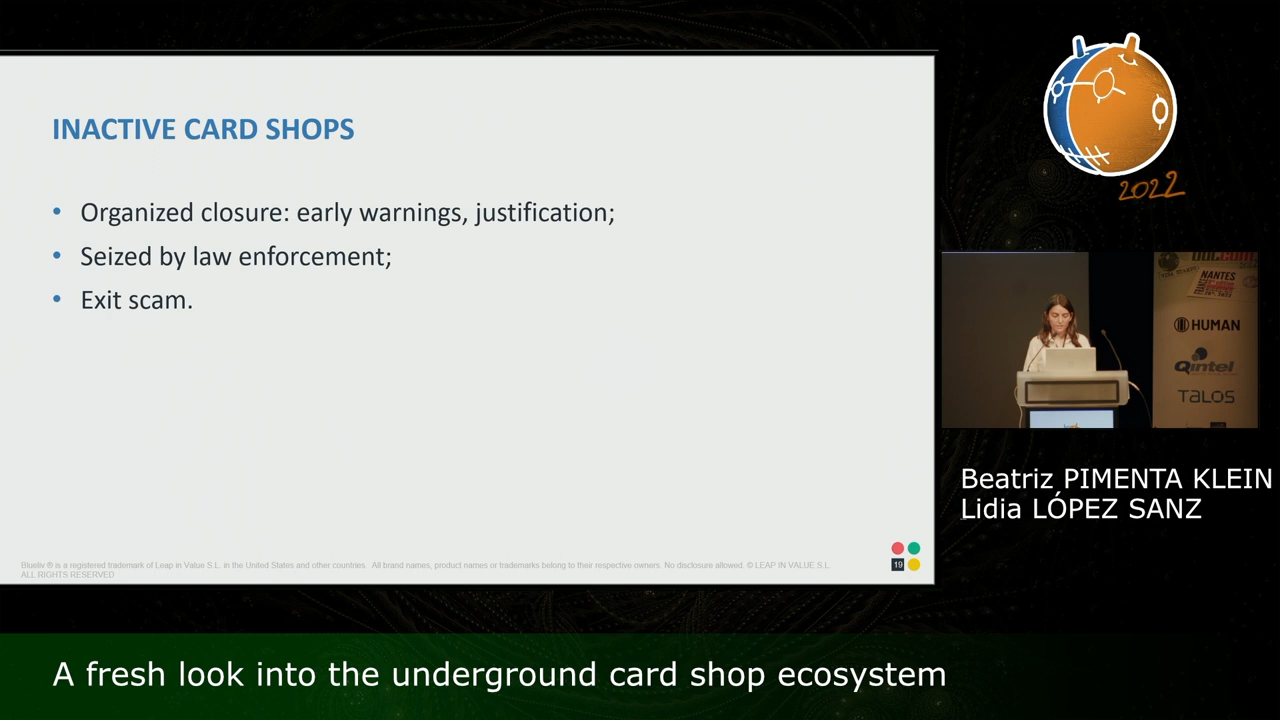 INACTIVE CARD SHOPS
• Organized closure: early warnings, justification;
• Seized by law enforcement;
• Exit scam.
Blueliv ® is a registered trademark of Leap in Value S.L. in the United States and other countries. All brand names, product names or trademarks belong to their respective owners. No disclosure allowed. © LEAP IN VALUE S.L.
ALL RIGHTS RESERVED
19
2022
NANTES
HUMAN
Qintel
TALOS
Beatriz PIMENTA KLEIN
Lidia LÓPEZ SANZ
A fresh look into the underground card shop ecosystem